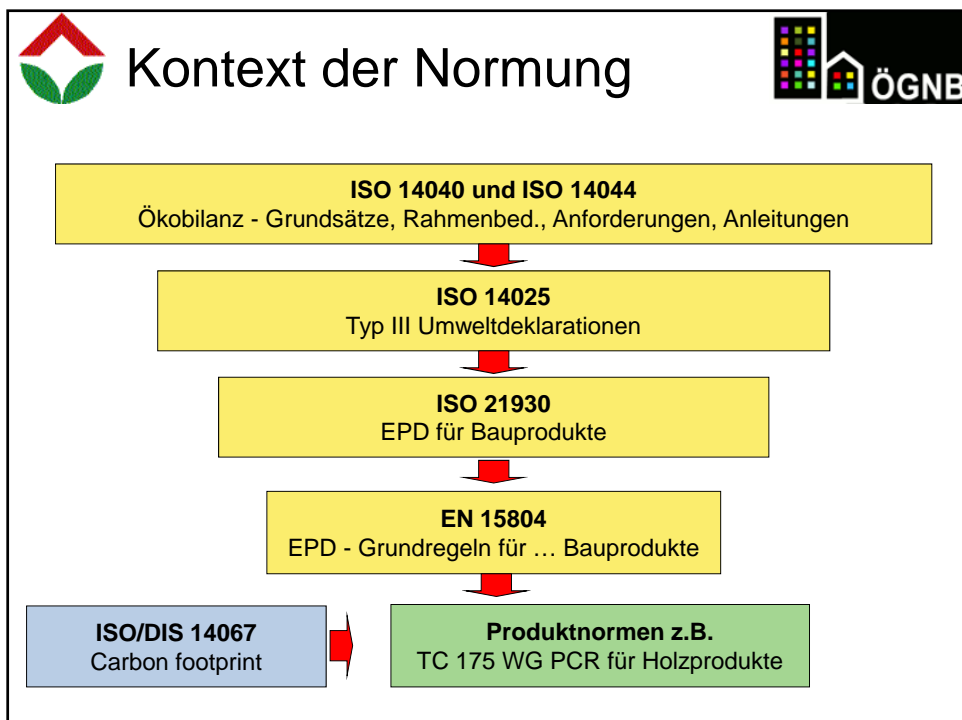 Kontext der Normung
ÖGNB
ISO 14040 und ISO 14044
Ökobilanz - Grundsätze, Rahmenbed., Anforderungen, Anleitungen
ISO 14025
Typ III Umweltdeklarationen
ISO 21930
EPD für Bauprodukte
EN 15804
EPD - Grundregeln für … Bauprodukte
ISO/DIS 14067
Carbon footprint
Produktnormen z.B.
TC 175 WG PCR für Holzprodukte